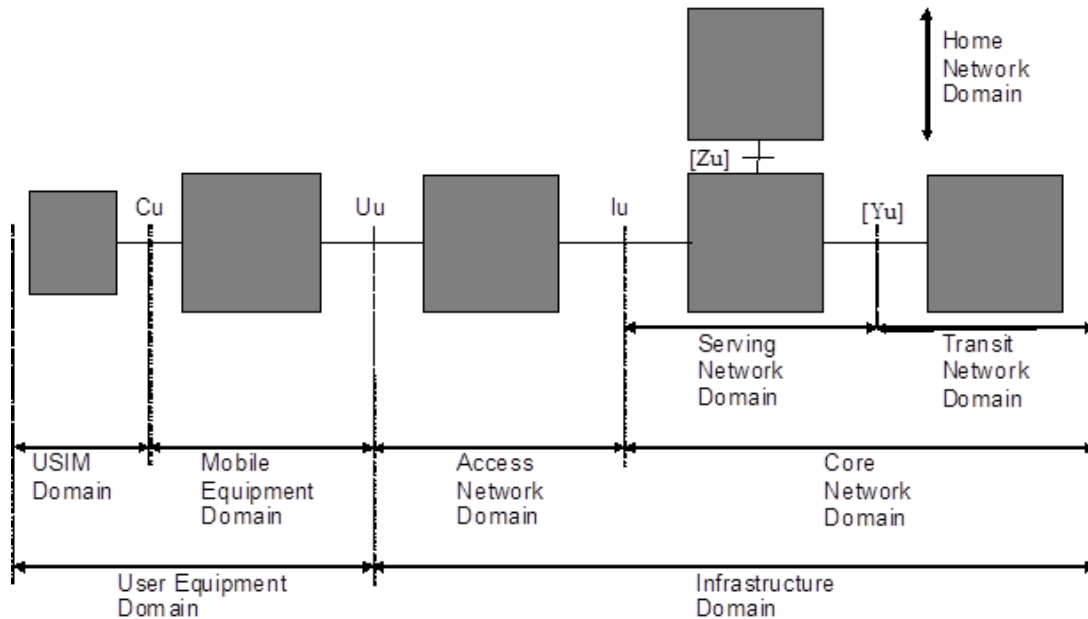 Home
Network
Domain
[Zu]
Cu
Uu
Iu
[Yu]
Serving
Network
Domain
Transit
Network
Domain
USIM
Domain
Mobile
Equipment
Domain
Access
Network
Domain
Core
Network
Domain
User Equipment
Domain
Infrastructure
Domain